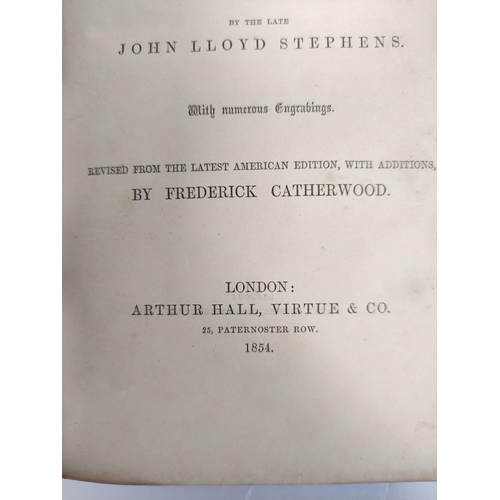 BY THE LATE
JOHN LLOYD STEPHENS.
With numerous Engravings.
REVISED FROM THE LATEST AMERICAN EDITION, WITH ADDITIONS,
BY FREDERICK CATHERWOOD.
LONDON:
ARTHUR HALL, VIRTUE & CO.
25, PATERNOSTER ROW.
1854.